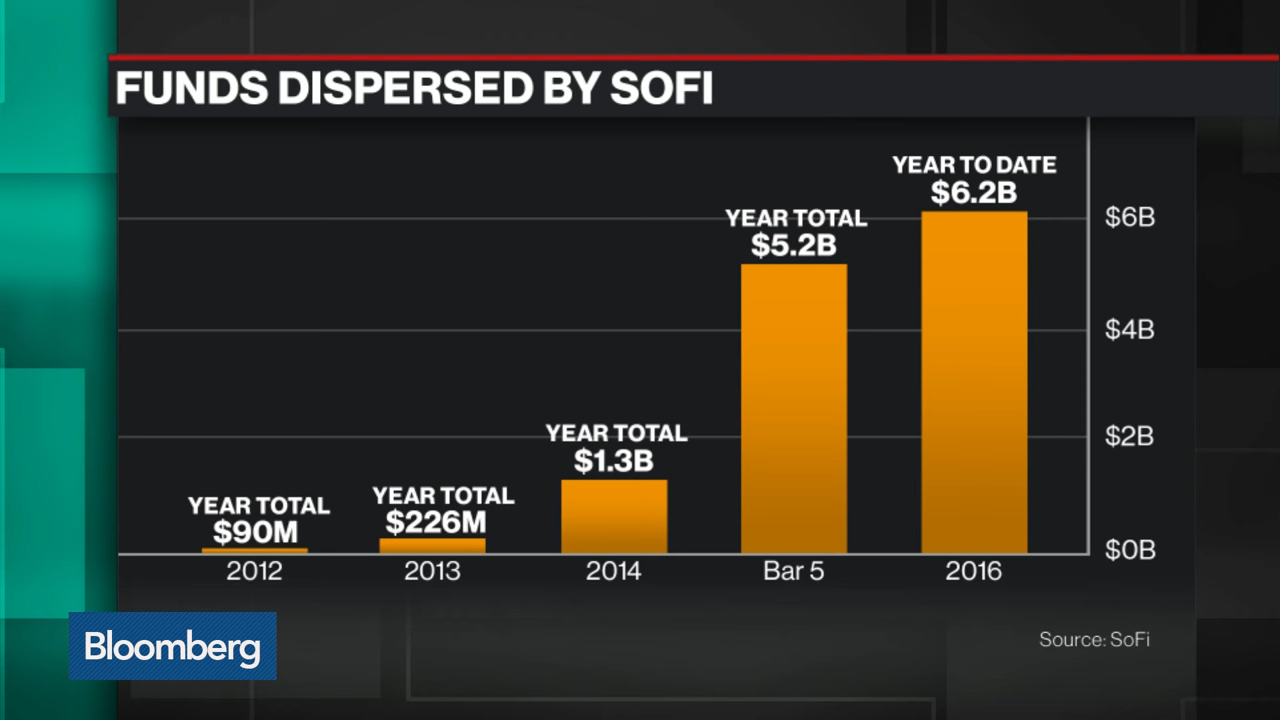 FUNDS DISPERSED BY SOFI
YEAR TO DATE
$6.2B
YEAR TOTAL
$5.2B
YEAR TOTAL
$1.3B
YEAR TOTAL
$226M
YEAR TOTAL
$90M
$6B
$4B
$2B
$0B
2012 2013 2014 Bar 5 2016
Source: SoFi
Bloomberg